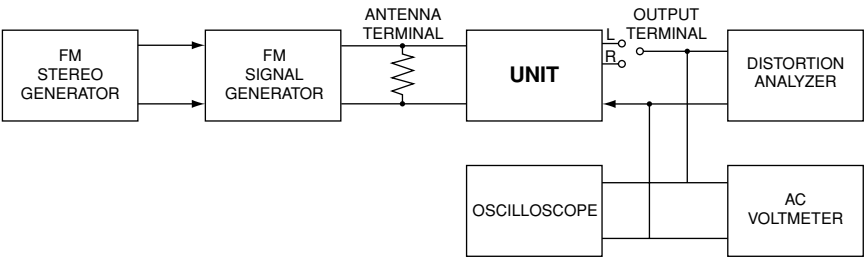 ANTENNA
TERMINAL
OUTPUT
TERMINAL
FM
STEREO
GENERATOR
FM
SIGNAL
GENERATOR
UNIT
L
R
DISTORTION
ANALYZER
OSCILLOSCOPE
AC
VOLTMETER